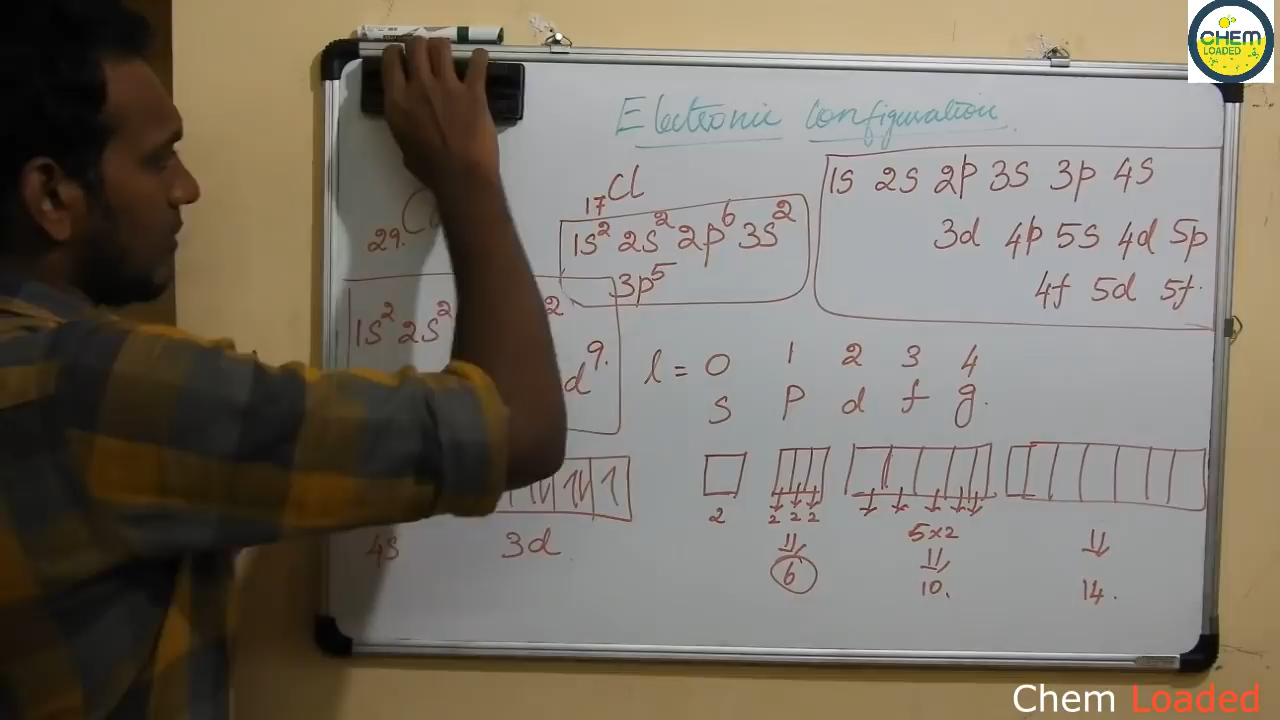 CHEM
LOADED
Electronic configuration
17Cl
1s² 2s² 2p⁶ 3s²
3p⁵
1s 2s 2p 3s 3p 4s
3d 4p 5s 4d 5p
4f 5d 5f.
29.
1s² 2s² 2
d⁹.
4s 3d
l = 0 1 2 3 4
s p d f g.
2 2 2 2 5×2
6 10. 14.
Chem Loaded